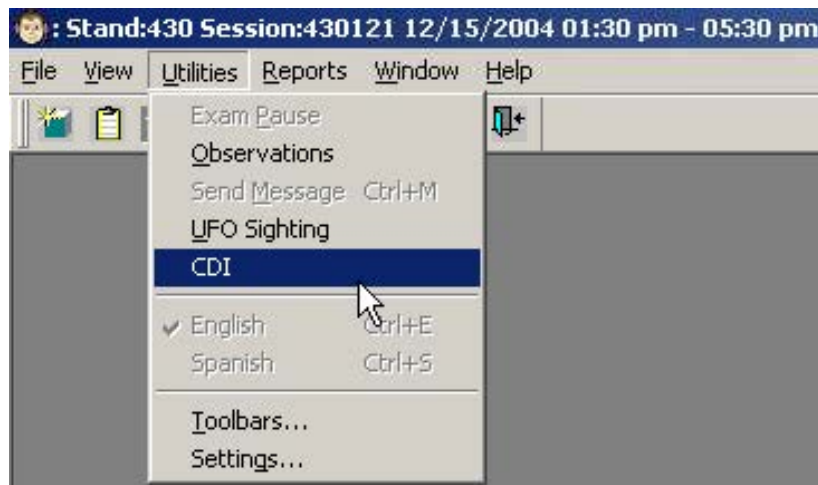 : Stand:430 Session:430121 12/15/2004 01:30 pm - 05:30 pm
File View Utilities Reports Window Help
Exam Pause
Observations
Send Message Ctrl+M
UFO Sighting
CDI
English Ctrl+E
Spanish Ctrl+S
Toolbars...
Settings...